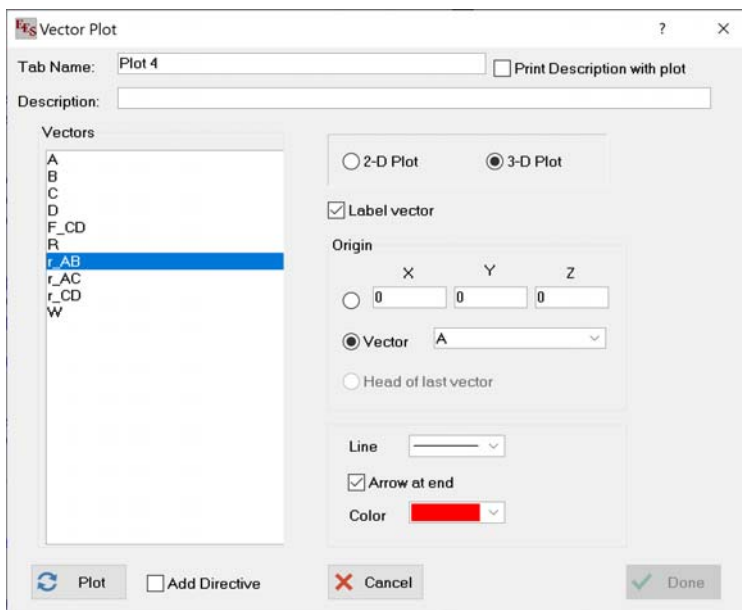 EES Vector Plot ?
Tab Name: Plot 4 Print Description with plot
Description:
Vectors
A
B
C
D
F_CD
R
r_AB
r_AC
r_CD
W
2-D Plot 3-D Plot
Label vector
Origin
X Y Z
0 0 0
Vector A
Head of last vector
Line
Arrow at end
Color
Plot Add Directive Cancel Done